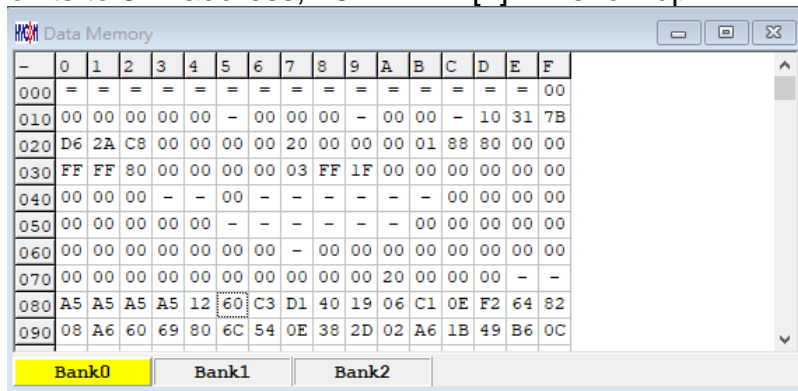 Data Memory
- 0 1 2 3 4 5 6 7 8 9 A B C D E F
000 = = = = = = = = = = = = = = = 00
010 00 00 00 00 00 - 00 00 00 - 00 00 - 10 31 7B
020 D6 2A C8 00 00 00 00 20 00 00 00 01 88 80 00 00
030 FF FF 80 00 00 00 00 03 FF 1F 00 00 00 00 00 00
040 00 00 00 - - 00 - - - - - - 00 00 00 00
050 00 00 00 00 00 - - - - - - 00 00 00 00 00
060 00 00 00 00 00 00 00 - 00 00 00 00 00 00 00 00
070 00 00 00 00 00 00 00 00 00 00 20 00 00 00 - -
080 A5 A5 A5 A5 12 60 C3 D1 40 19 06 C1 0E F2 64 82
090 08 A6 60 69 80 6C 54 0E 38 2D 02 A6 1B 49 B6 0C
Bank0 Bank1 Bank2